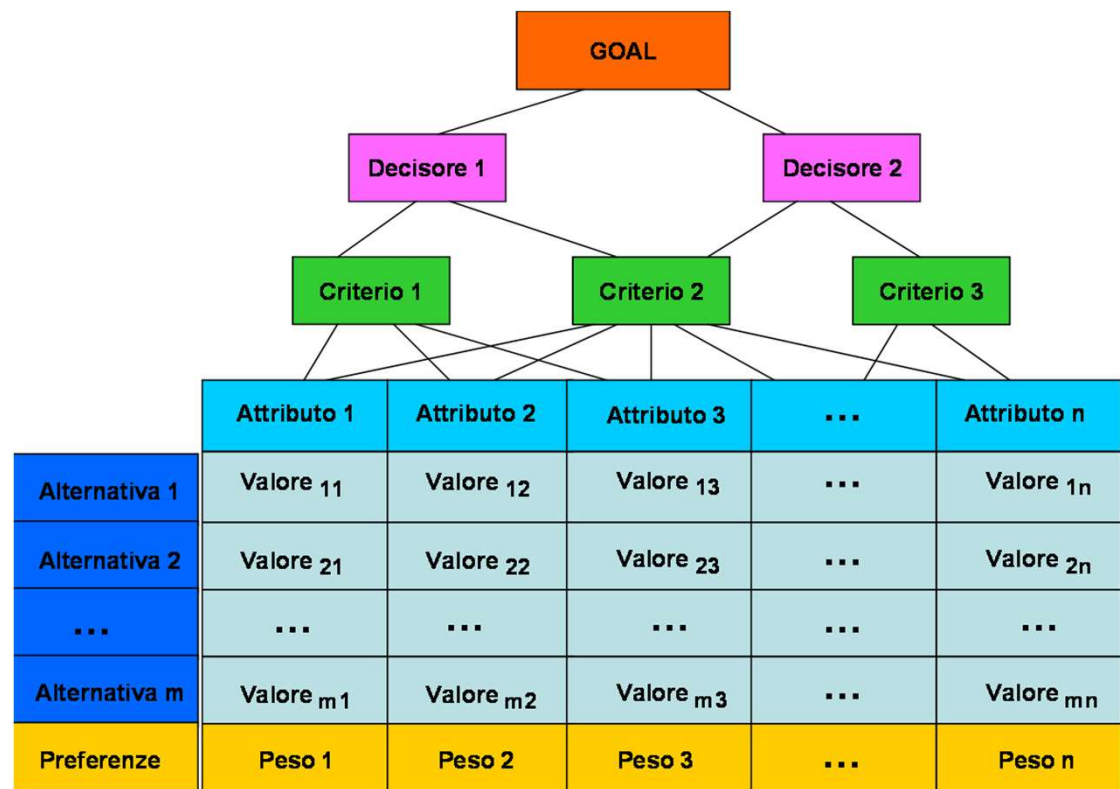 GOAL
Decisore 1 Decisore 2
Criterio 1 Criterio 2 Criterio 3
Attributo 1 Attributo 2 Attributo 3 ... Attributo n
Alternativa 1 Valore 11 Valore 12 Valore 13 ... Valore 1n
Alternativa 2 Valore 21 Valore 22 Valore 23 ... Valore 2n
... ... ... ... ... ...
Alternativa m Valore m1 Valore m2 Valore m3 ... Valore mn
Preferenze Peso 1 Peso 2 Peso 3 ... Peso n